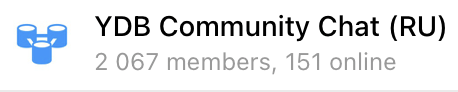 YDB Community Chat (RU)
2 067 members, 151 online